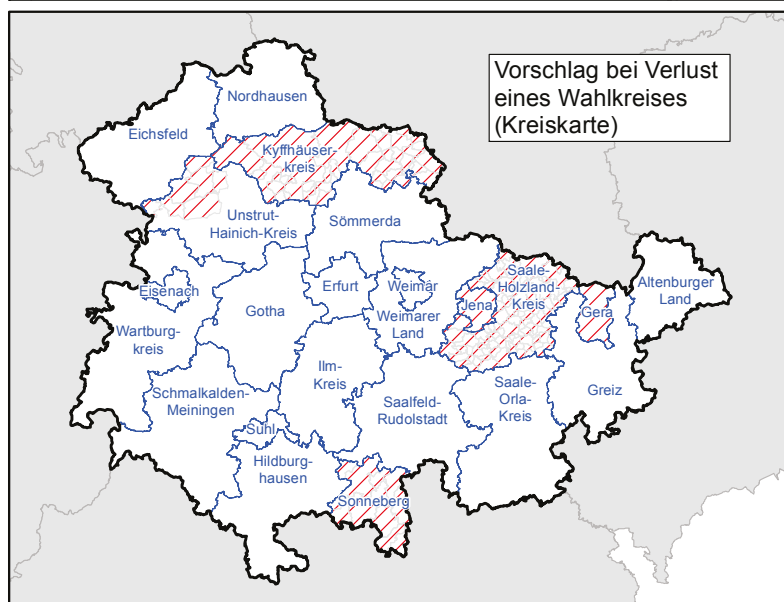 Vorschlag bei Verlust
eines Wahlkreises
(Kreiskarte)
Nordhausen
Eichsfeld
Kyffhäuser-
kreis
Unstrut-
Hainich-Kreis
Sömmerda
Eisenach
Gotha
Erfurt
Weimar
Weimarer
Land
Jena
Saale-
Holzland-
Kreis
Gera
Altenburger
Land
Wartburg-
kreis
Schmalkalden-
Meiningen
Ilm-
Kreis
Saalfeld-
Rudolstadt
Saale-
Orla-
Kreis
Greiz
Suhl
Hildburg-
hausen
Sonneberg